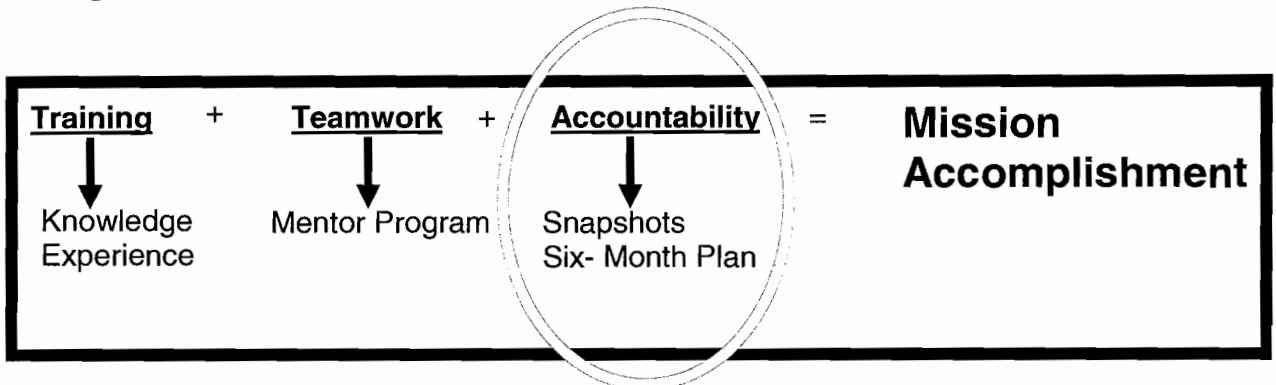 Training + Teamwork + Accountability = Mission Accomplishment
Knowledge Experience
Mentor Program
Snapshots
Six- Month Plan